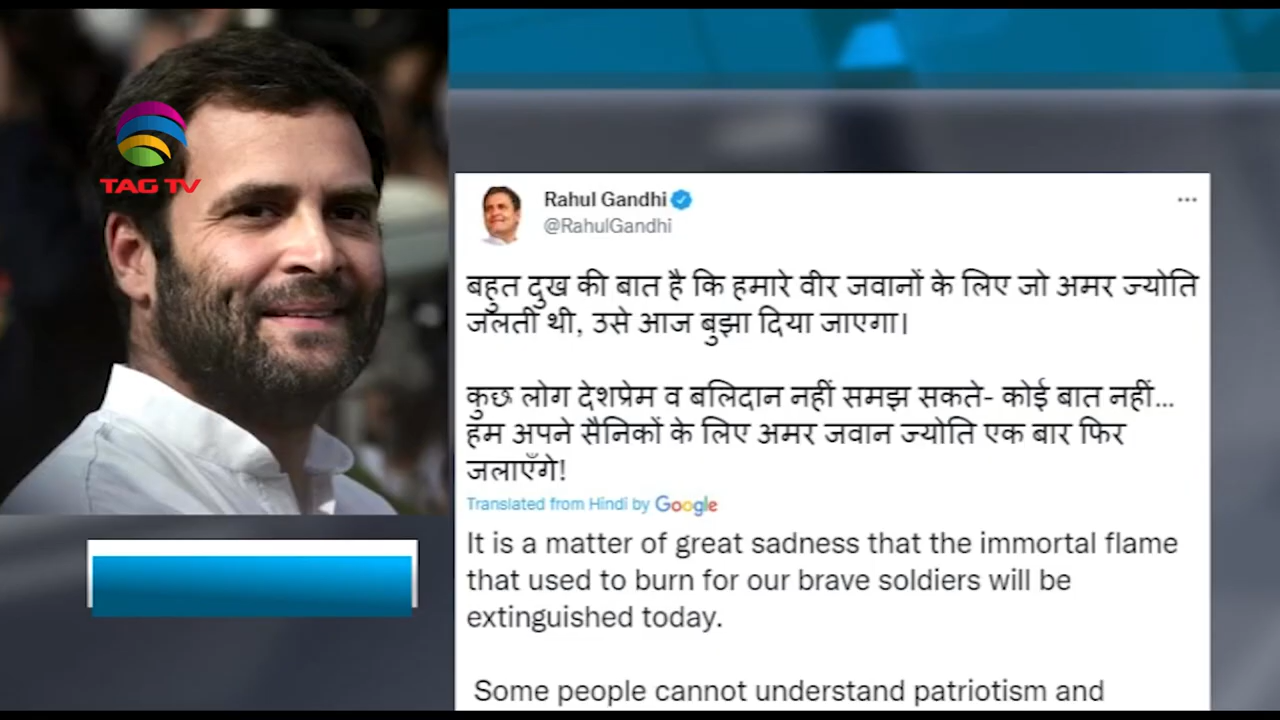 TAG TV
Rahul Gandhi
@RahulGandhi
बहुत दुख की बात है कि हमारे वीर जवानों के लिए जो अमर ज्योति
जलती थी, उसे आज बुझा दिया जाएगा।
कुछ लोग देशप्रेम व बलिदान नहीं समझ सकते- कोई बात नहीं...
हम अपने सैनिकों के लिए अमर जवान ज्योति एक बार फिर
जलाएँगे!
Translated from Hindi by Google
It is a matter of great sadness that the immortal flame
that used to burn for our brave soldiers will be
extinguished today.
Some people cannot understand patriotism and